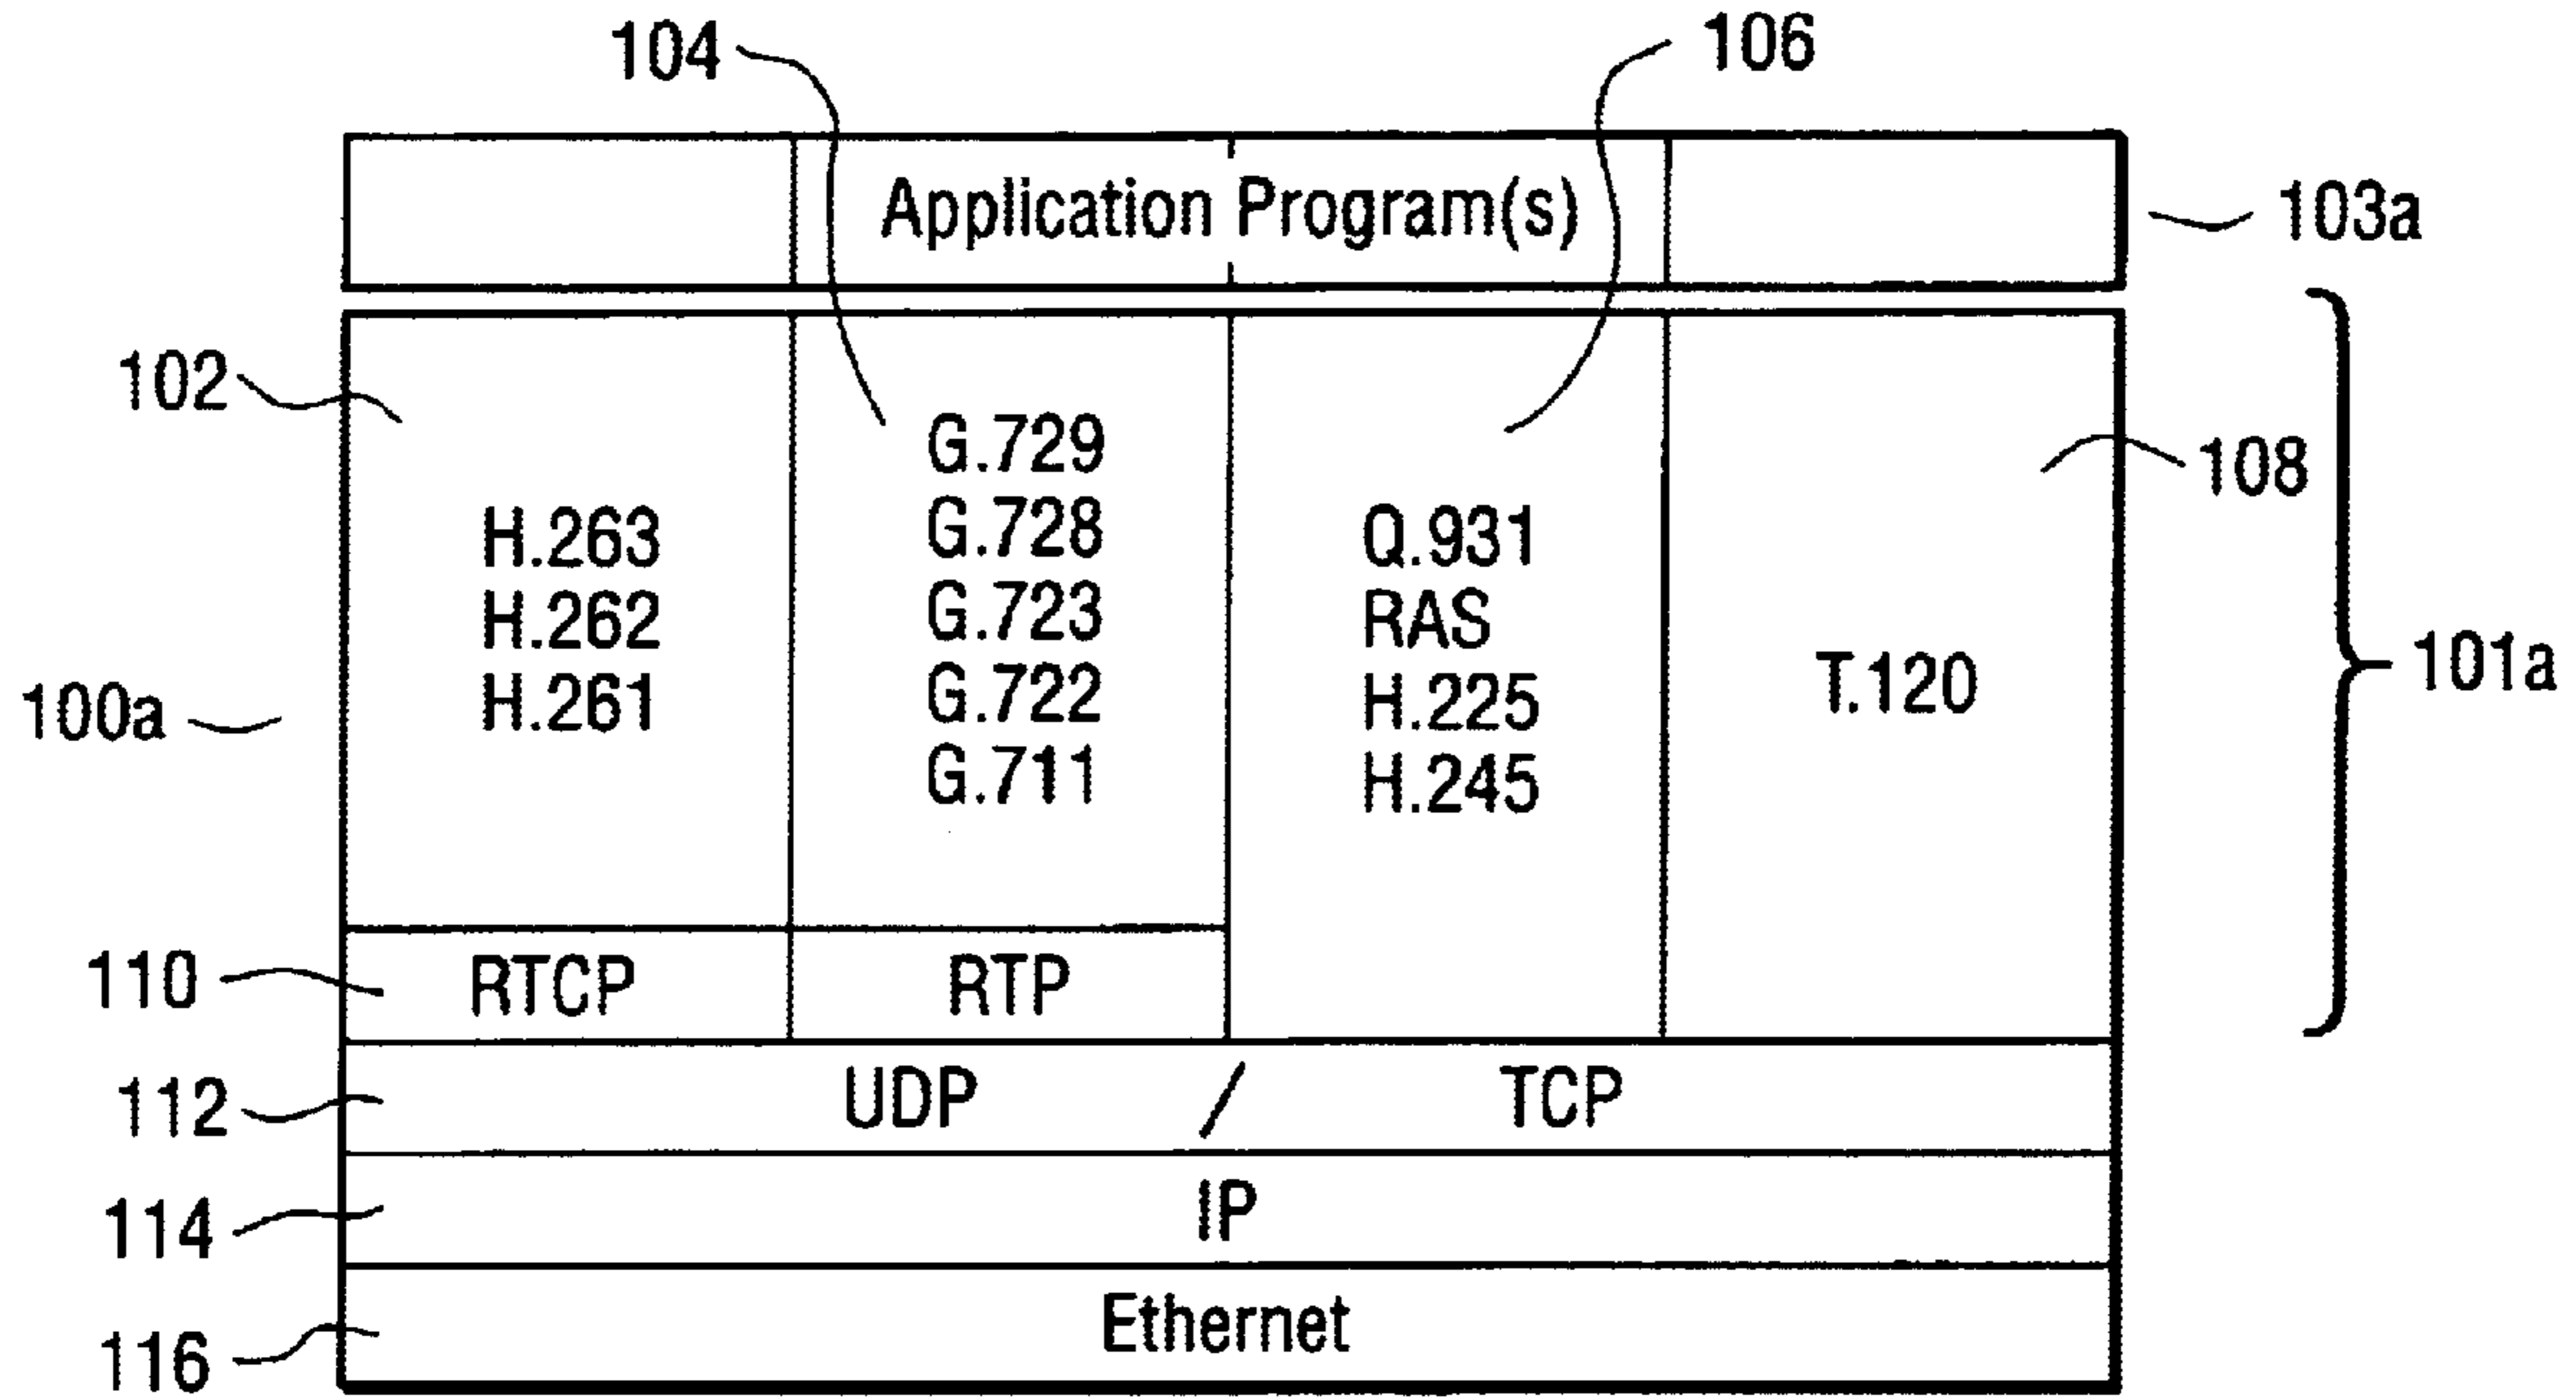 104
106
Application Program(s)
103a
102
G.729
G.728
G.723
G.722
G.711
H.263
H.262
H.261
Q.931
RAS
H.225
H.245
T.120
108
101a
100a
110
RTCP
RTP
112
UDP / TCP
114
IP
116
Ethernet